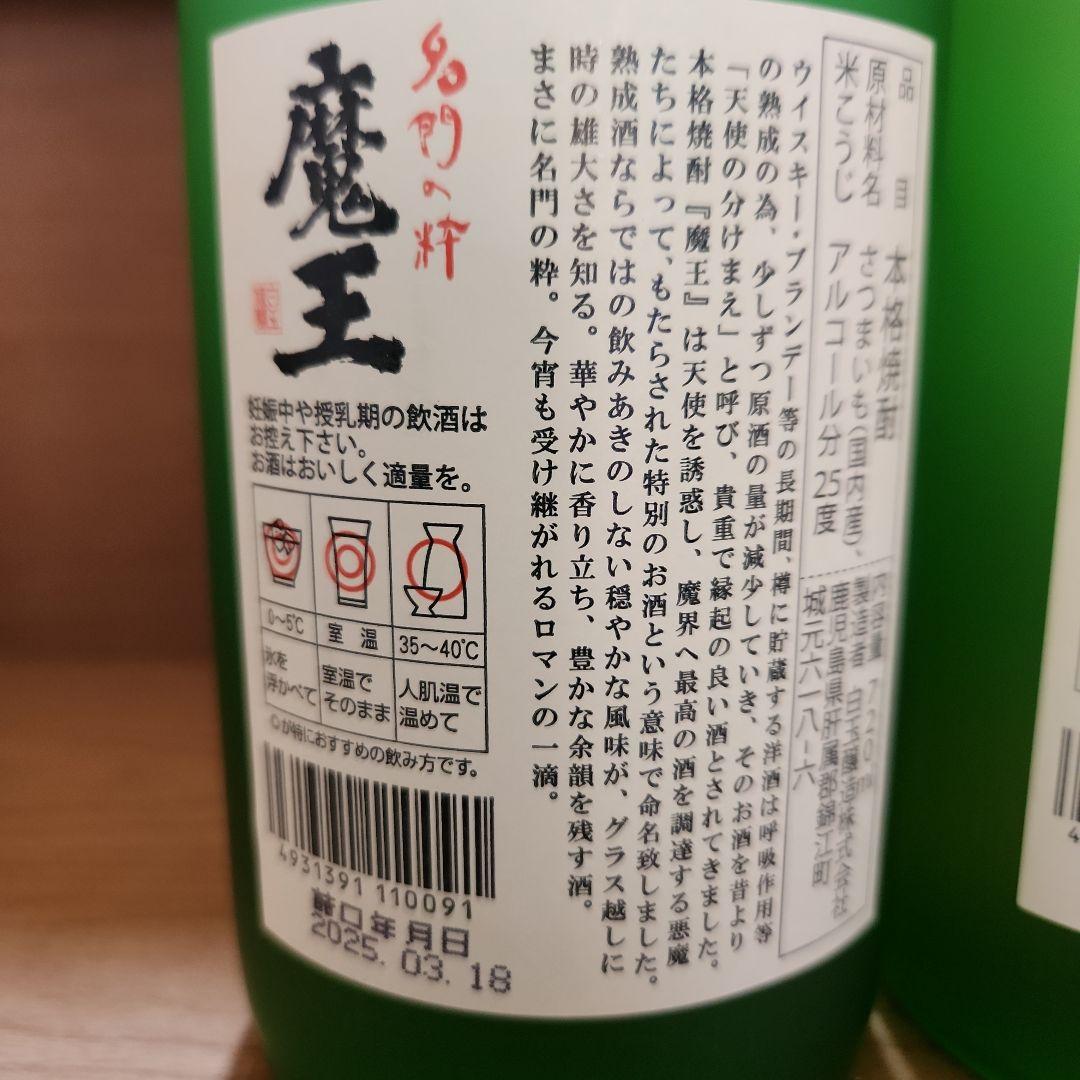 品目 本格焼酎
原材料名 さつまいも(国内産)、
米こうじ アルコール分25度
内容量 720ml
製造者 白玉醸造株式会社
鹿児島県肝属郡錦江町
城元六一八-六
ウイスキー・ブランデー等の長期間、樽に貯蔵する洋酒は呼吸作用等
の熟成の為、少しずつ原酒の量が減少していき、そのお酒を昔より
「天使の分けまえ」と呼び、貴重で縁起の良い酒とされてきました。
本格焼酎『魔王』は天使を誘惑し、魔界へ最高の酒を調達する悪魔
たちによって、もたらされた特別のお酒という意味で命名致しました。
熟成酒ならではの飲みあきのしない穏やかな風味が、グラス越しに
時の雄大さを知る。華やかに香り立ち、豊かな余韻を残す酒。
まさに名門の粋。今宵も受け継がれるロマンの一滴。
名門の粋
魔王
妊娠中や授乳期の飲酒は
お控え下さい。
お酒はおいしく適量を。
0〜5℃ 室温 35〜40℃
氷を
浮かべて
室温で
そのまま
人肌温で
温めて
◎が特におすすめの飲み方です。
4931391 110091
詰口年月日
2025.03.18